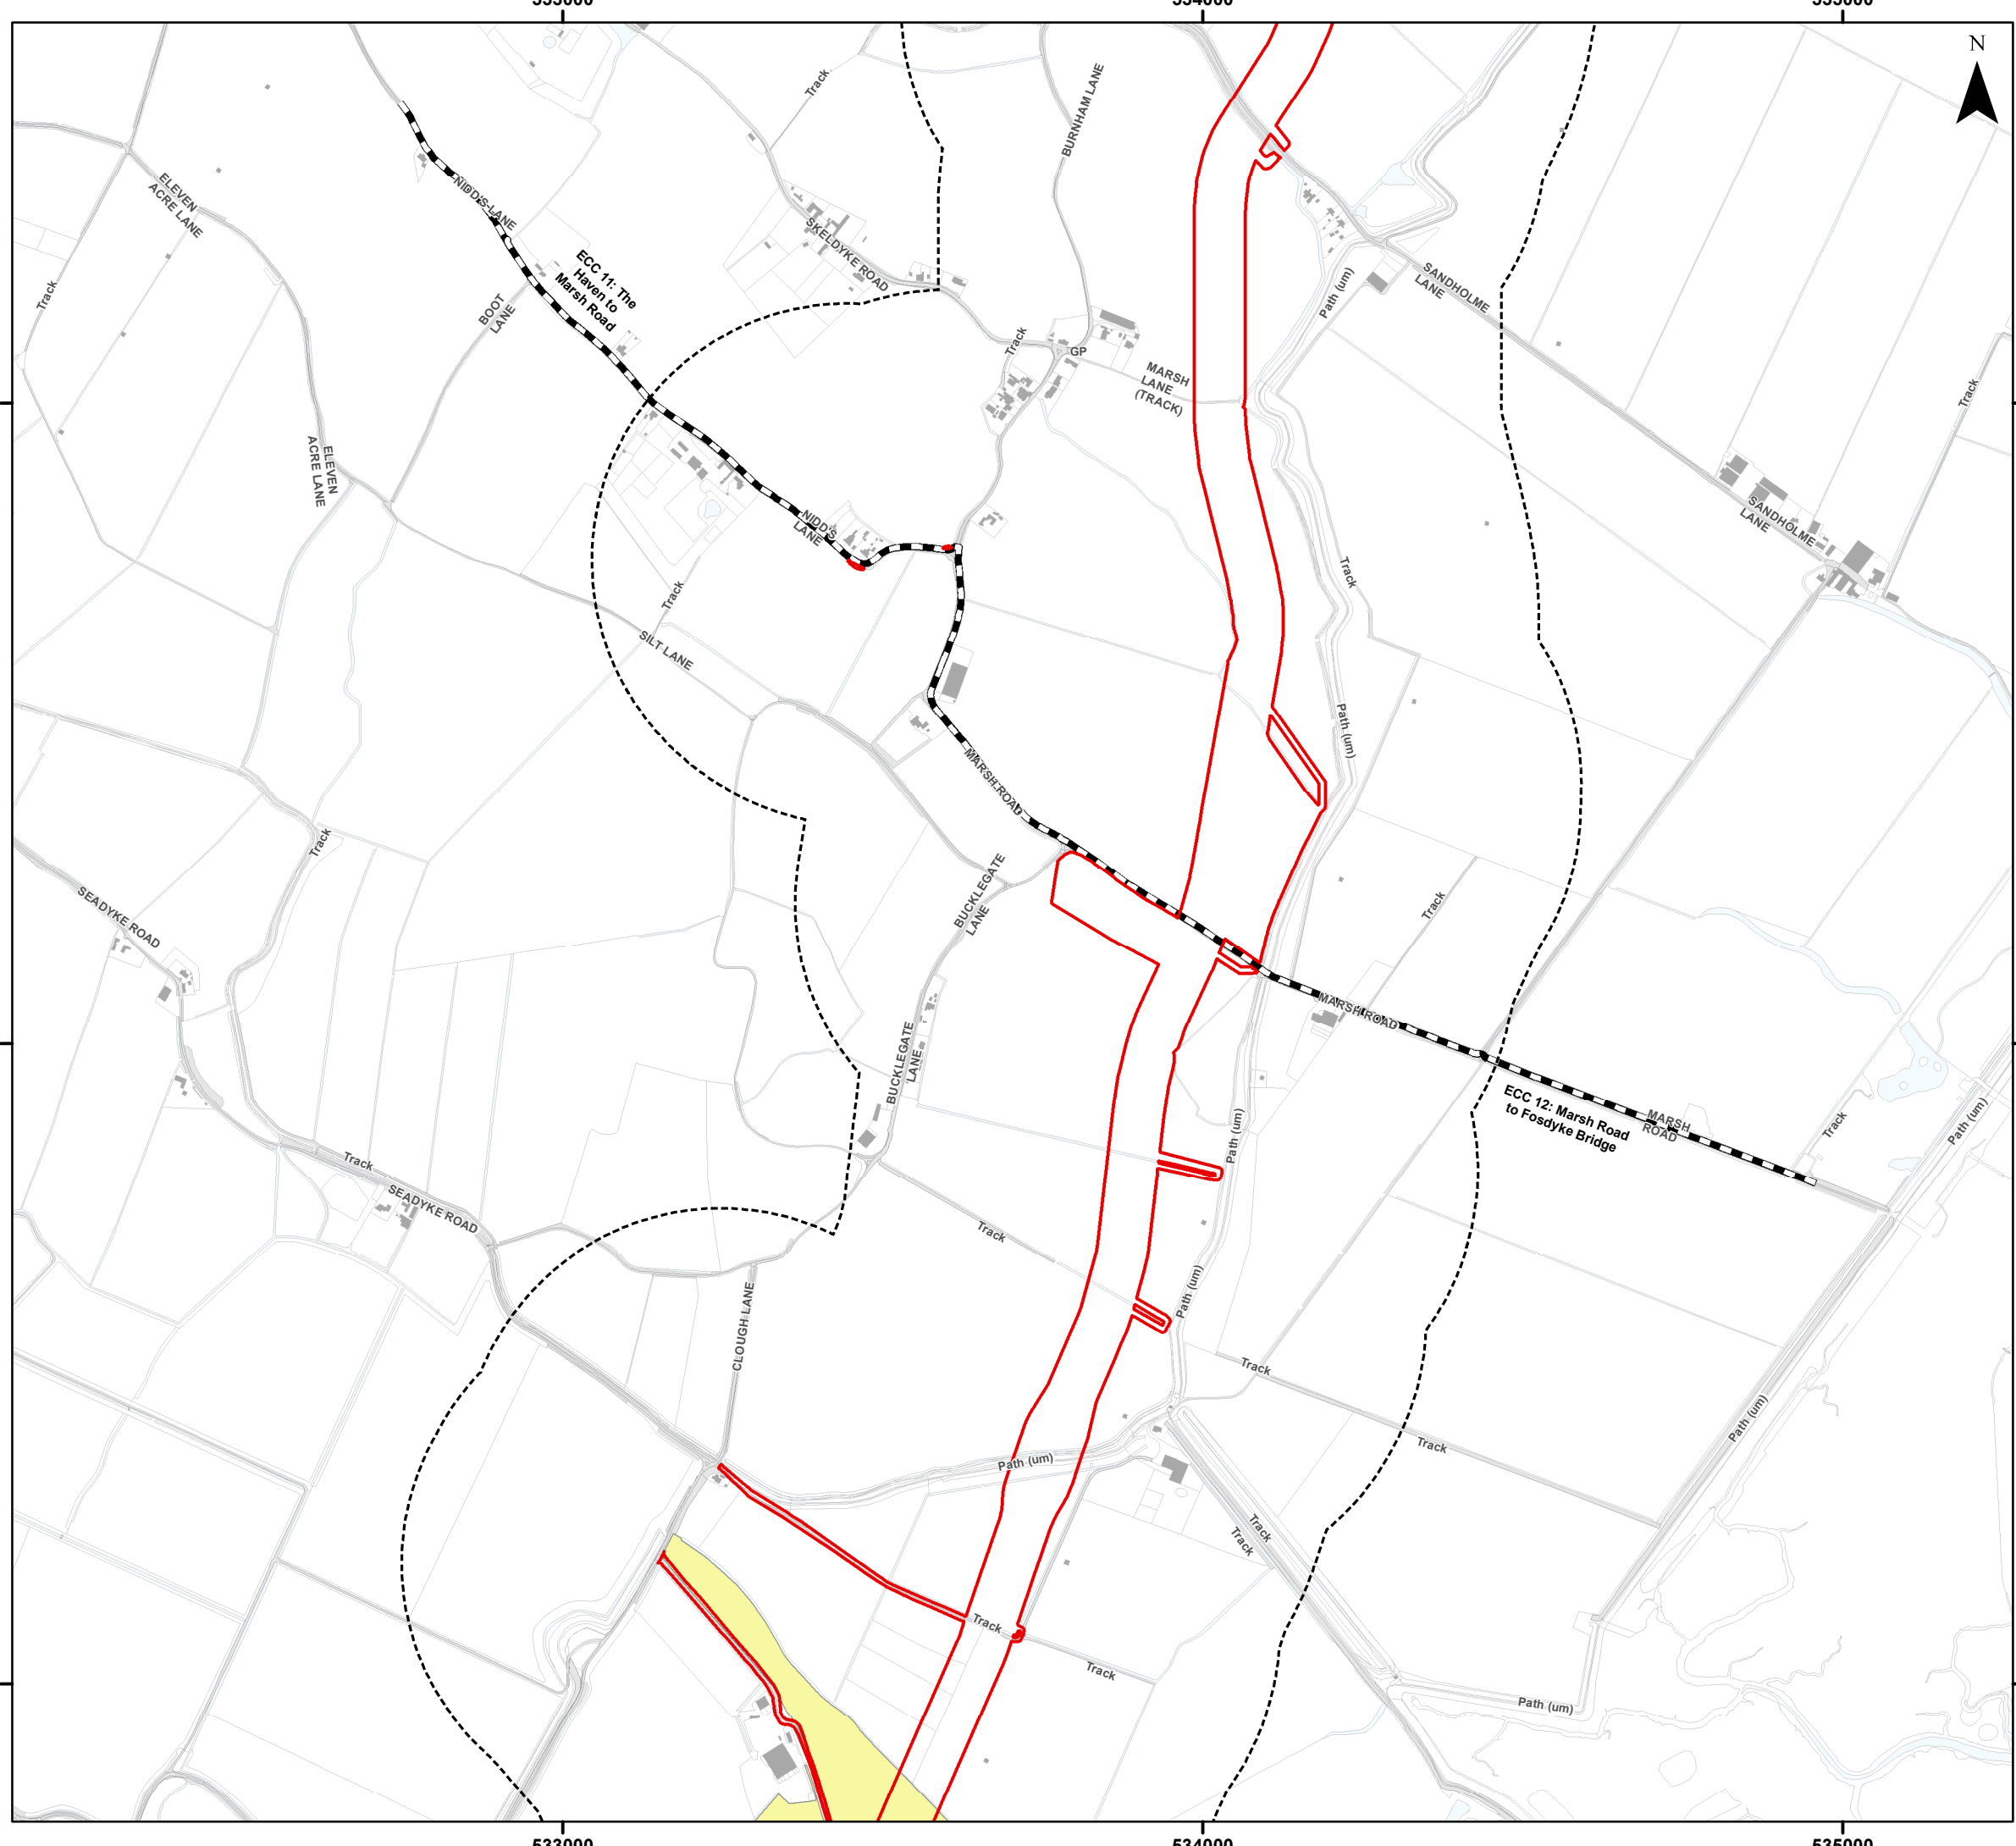 533000
534000
535000
N
Track
BURNHAM LANE
ELEVEN
ACRE LANE
NIDD'S LANE
SKELDYKE ROAD
ECC 11: The
Haven to
Marsh Road
Track
BOOT
LANE
Path (um)
SANDHOLME
LANE
Track
GP
MARSH
LANE
(TRACK)
Track
ELEVEN
ACRE LANE
NIDD'S
LANE
SANDHOLME
LANE
Track
Track
SILT LANE
Path (um)
MARSH ROAD
Track
SEADYKE ROAD
BUCKLEGATE
LANE
Track
MARSH ROAD
BUCKLEGATE
LANE
ECC 12: Marsh Road
to Fosdyke Bridge
MARSH
ROAD
Track
Path (um)
Path (um)
Track
SEADYKE ROAD
Track
Path (um)
CLOUGH LANE
Track
Track
Path (um)
Path (um)
Track
Track
Track
Track
Path (um)
533000
534000
535000